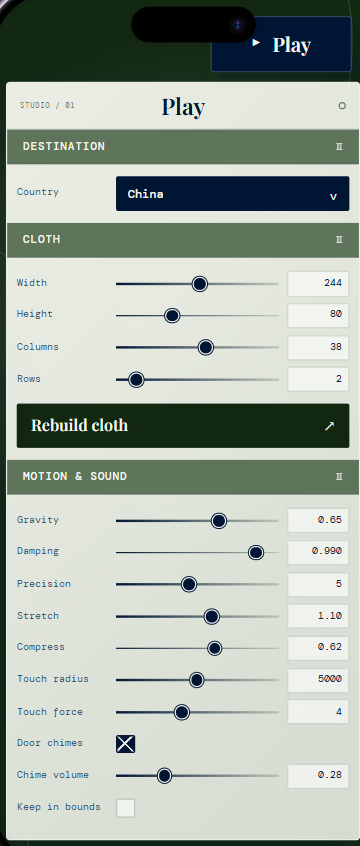 Play
STUDIO / 01
Play
DESTINATION
Country
China
v
CLOTH
Width 244
Height 80
Columns 38
Rows 2
Rebuild cloth ↗
MOTION & SOUND
Gravity 0.65
Damping 0.990
Precision 5
Stretch 1.10
Compress 0.62
Touch radius 5000
Touch force 4
Door chimes
Chime volume 0.28
Keep in bounds